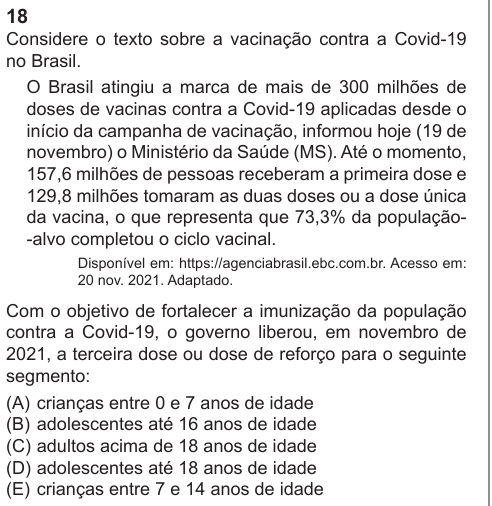 18
Considere o texto sobre a vacinação contra a Covid-19
no Brasil.
O Brasil atingiu a marca de mais de 300 milhões de
doses de vacinas contra a Covid-19 aplicadas desde o
início da campanha de vacinação, informou hoje (19 de
novembro) o Ministério da Saúde (MS). Até o momento,
157,6 milhões de pessoas receberam a primeira dose e
129,8 milhões tomaram as duas doses ou a dose única
da vacina, o que representa que 73,3% da população-
-alvo completou o ciclo vacinal.
Disponível em: https://agenciabrasil.ebc.com.br. Acesso em:
20 nov. 2021. Adaptado.
Com o objetivo de fortalecer a imunização da população
contra a Covid-19, o governo liberou, em novembro de
2021, a terceira dose ou dose de reforço para o seguinte
segmento:
(A) crianças entre 0 e 7 anos de idade
(B) adolescentes até 16 anos de idade
(C) adultos acima de 18 anos de idade
(D) adolescentes até 18 anos de idade
(E) crianças entre 7 e 14 anos de idade